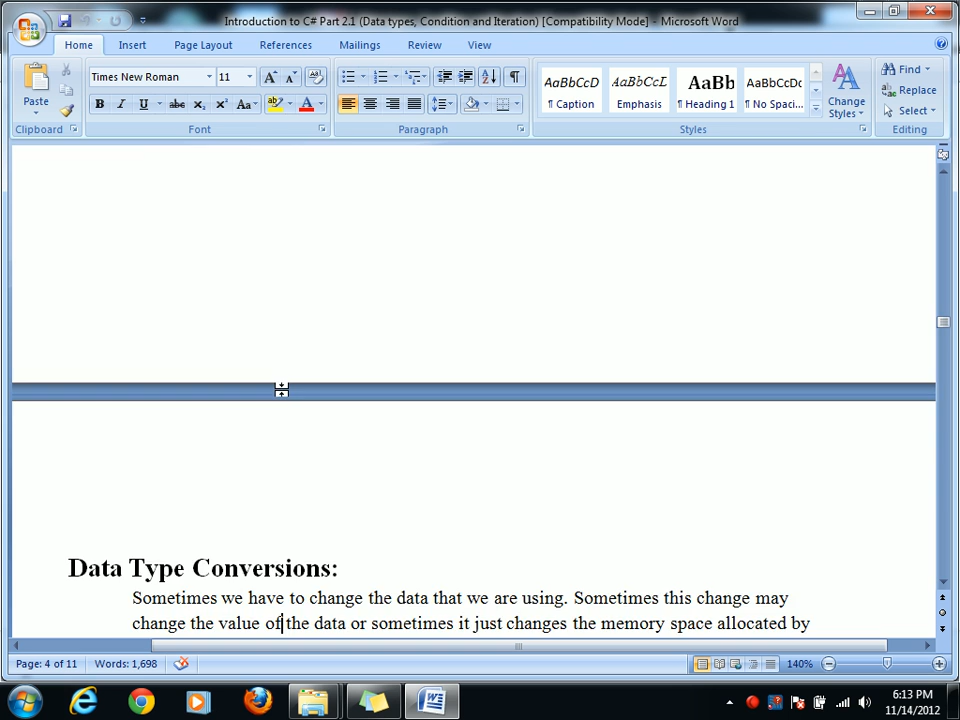 Introduction to C# Part 2.1 (Data types, Condition and Iteration) [Compatibility Mode] - Microsoft Word
Home Insert Page Layout References Mailings Review View
Paste
Clipboard
Times New Roman 11
B I U abc x₂ x² Aa A
Font
Paragraph
AaBbCcD AaBbCcL AaBb AaBbCcDc
¶ Caption Emphasis ¶ Heading 1 ¶ No Spaci...
Change Styles
Styles
Find
Replace
Select
Editing
Data Type Conversions:
Sometimes we have to change the data that we are using. Sometimes this change may
change the value of the data or sometimes it just changes the memory space allocated by
Page: 4 of 11 Words: 1,698 140%
6:13 PM
11/14/2012